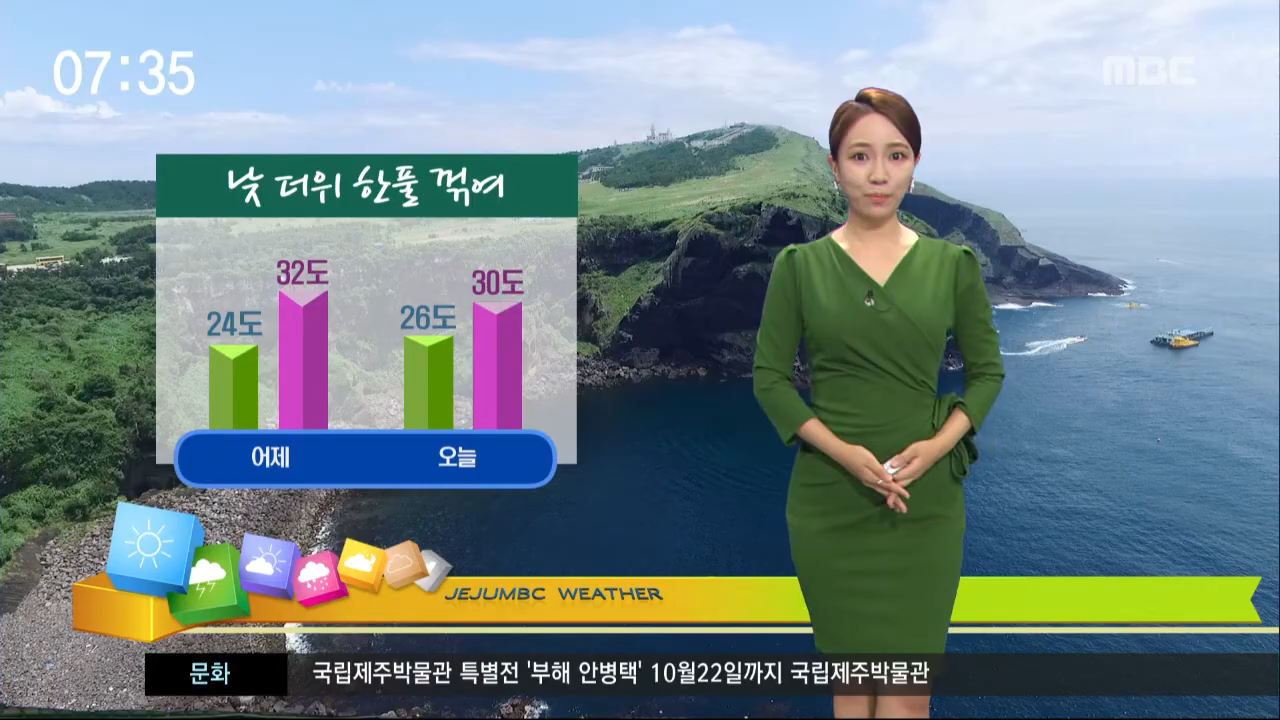 07:35
MBC
낮 더위 한풀 꺾여
24도 32도 26도 30도
어제 오늘
JEJUMBC WEATHER
문화 국립제주박물관 특별전 '부해 안병택' 10월22일까지 국립제주박물관